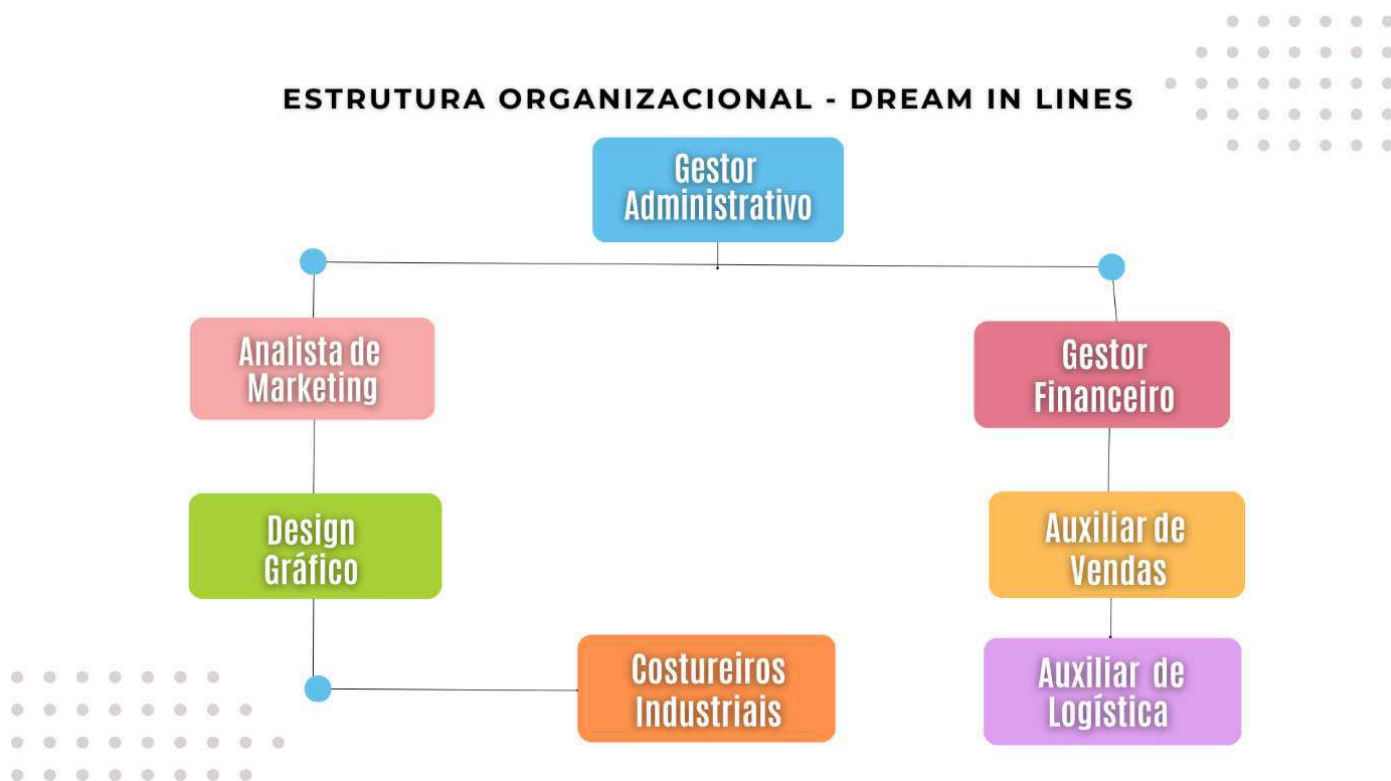 ESTRUTURA ORGANIZACIONAL - DREAM IN LINES
Gestor
Administrativo
Analista de
Marketing
Gestor
Financeiro
Design
Gráfico
Auxiliar de
Vendas
Costureiros
Industriais
Auxiliar de
Logística